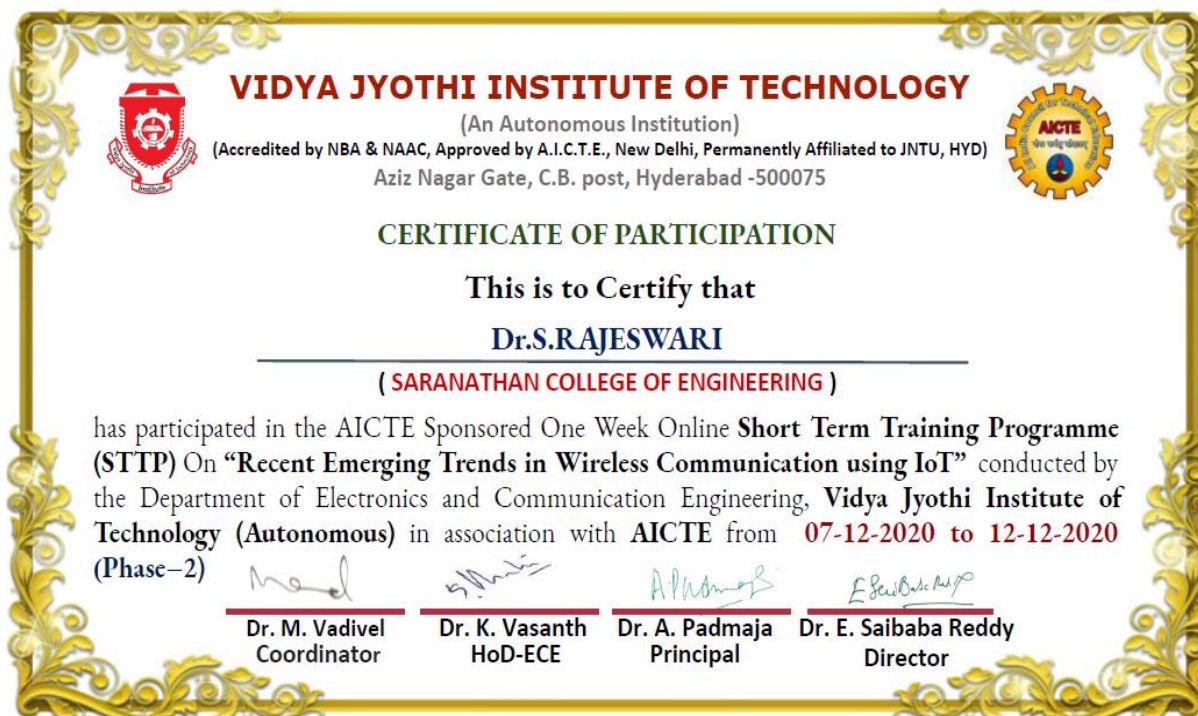 VIDYA JYOTHI INSTITUTE OF TECHNOLOGY
(An Autonomous Institution)
(Accredited by NBA & NAAC, Approved by A.I.C.T.E., New Delhi, Permanently Affiliated to JNTU, HYD)
Aziz Nagar Gate, C.B. post, Hyderabad -500075
AICTE
CERTIFICATE OF PARTICIPATION
This is to Certify that
Dr.S.RAJESWARI
( SARANATHAN COLLEGE OF ENGINEERING )
has participated in the AICTE Sponsored One Week Online Short Term Training Programme
(STTP) On “Recent Emerging Trends in Wireless Communication using IoT” conducted by
the Department of Electronics and Communication Engineering, Vidya Jyothi Institute of
Technology (Autonomous) in association with AICTE from 07-12-2020 to 12-12-2020
(Phase–2)
Dr. M. Vadivel Dr. K. Vasanth Dr. A. Padmaja Dr. E. Saibaba Reddy
Coordinator HoD-ECE Principal Director